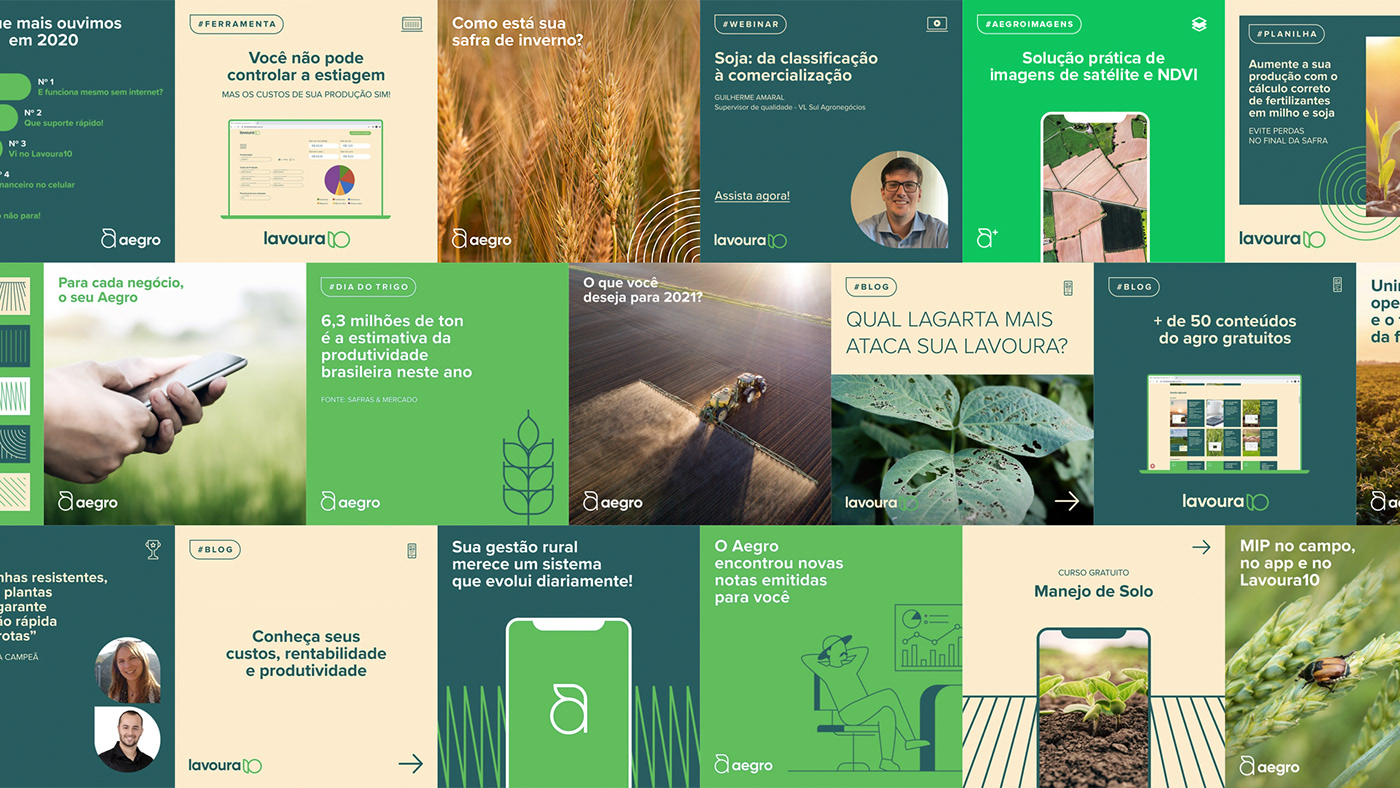 e mais ouvimos
em 2020
Nº 1
E funciona mesmo sem internet?
Nº 2
Que suporte rápido!
Nº 3
Vi no Lavoura10
º 4
nanceiro no celular
não para!
aegro
#FERRAMENTA
Você não pode
controlar a estiagem
MAS OS CUSTOS DE SUA PRODUÇÃO SIM!
lavoura10
Como está sua
safra de inverno?
aegro
#WEBINAR
Soja: da classificação
à comercialização
GUILHERME AMARAL
Supervisor de qualidade - VL Sul Agronegócios
Assista agora!
lavoura10
#AEGROIMAGENS
Solução prática de
imagens de satélite e NDVI
a+
#PLANILHA
Aumente a sua
produção com o
cálculo correto
de fertilizantes
em milho e soja
EVITE PERDAS
NO FINAL DA SAFRA
lavoura10
Para cada negócio,
o seu Aegro
aegro
#DIA DO TRIGO
6,3 milhões de ton
é a estimativa da
produtividade
brasileira neste ano
FONTE: SAFRAS & MERCADO
aegro
O que você
deseja para 2021?
aegro
#BLOG
QUAL LAGARTA MAIS
ATACA SUA LAVOURA?
lavoura10
#BLOG
+ de 50 conteúdos
do agro gratuitos
lavoura10
Unir
ope
e o
da f
ae
nhas resistentes,
plantas
garante
ão rápida
rotas”
A CAMPEÃ
#BLOG
Conheça seus
custos, rentabilidade
e produtividade
lavoura10
Sua gestão rural
merece um sistema
que evolui diariamente!
a
O Aegro
encontrou novas
notas emitidas
para você
aegro
CURSO GRATUITO
Manejo de Solo
MIP no campo,
no app e no
Lavoura10
aegro